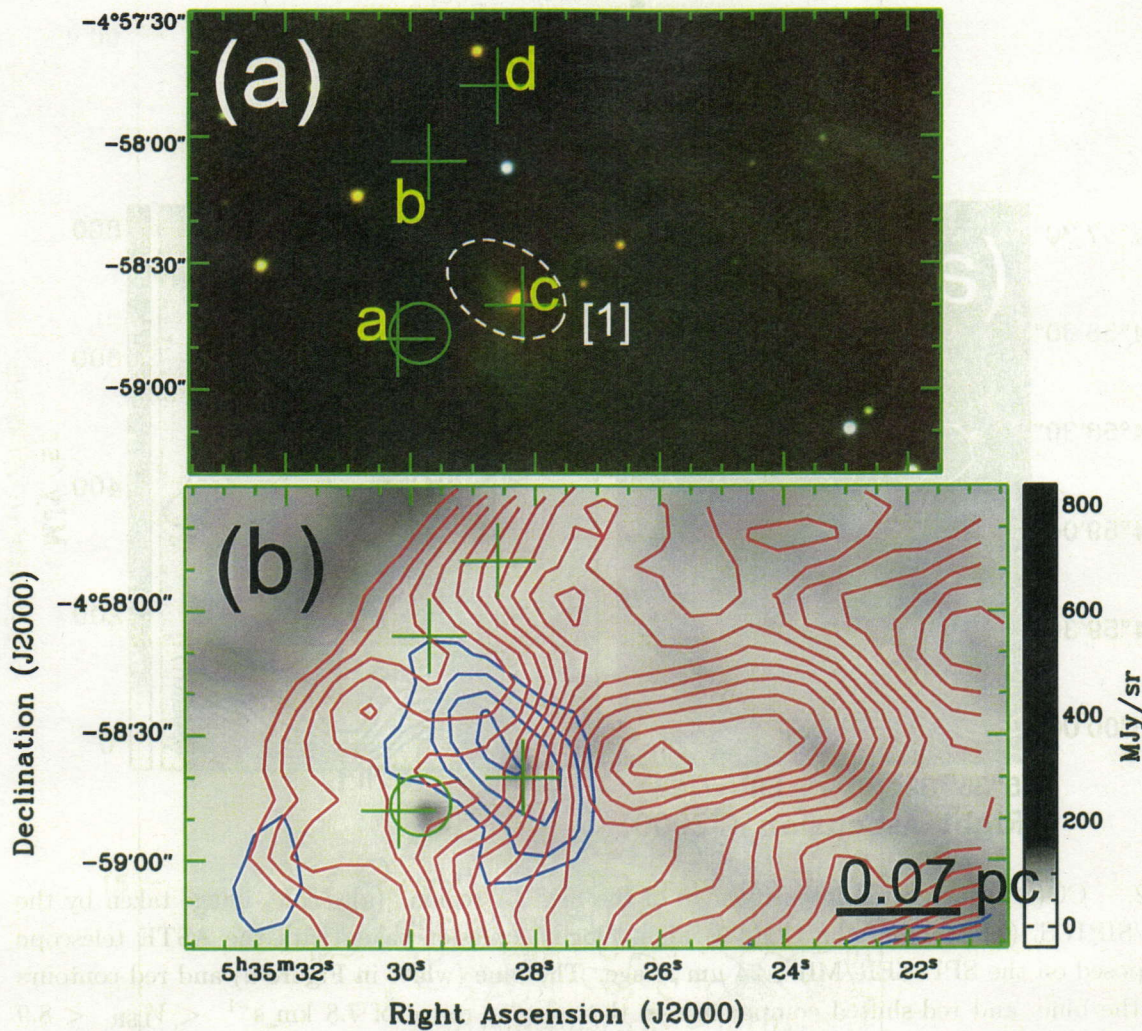 −4°57'30"
−58'00"
−58'30"
−59'00"
(a)
a
b
c
d
[1]
Declination (J2000)
−4°58'00"
−58'30"
−59'00"
(b)
0.07 pc
800
600
400
200
0
MJy/sr
5ʰ35ᵐ32ˢ 30ˢ 28ˢ 26ˢ 24ˢ 22ˢ
Right Ascension (J2000)